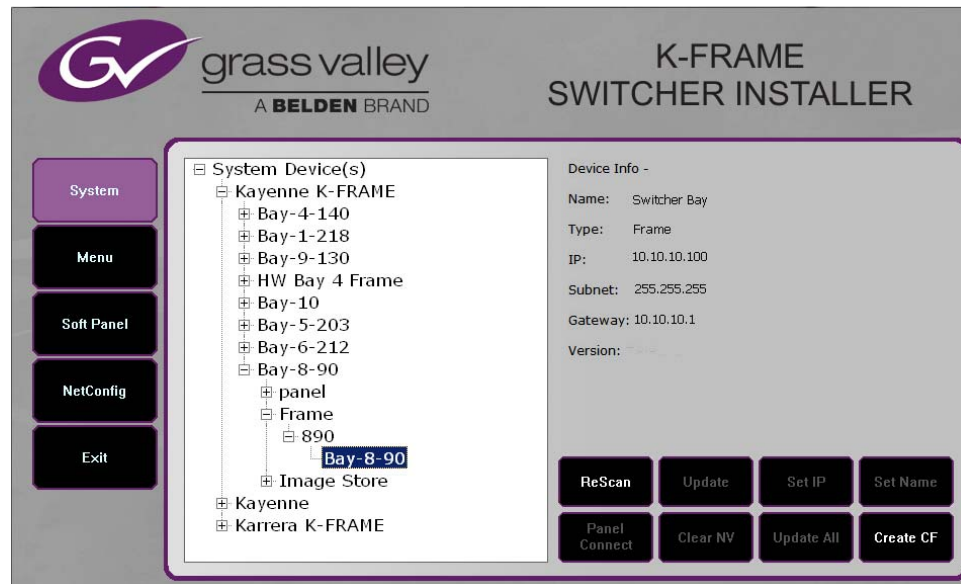 GV
grass valley
A BELDEN BRAND
K-FRAME
SWITCHER INSTALLER
System
Menu
Soft Panel
NetConfig
Exit
System Device(s)
Kayenne K-FRAME
Bay-4-140
Bay-1-218
Bay-9-130
HW Bay 4 Frame
Bay-10
Bay-5-203
Bay-6-212
Bay-8-90
panel
Frame
890
Bay-8-90
Image Store
Kayenne
Karrera K-FRAME
Device Info -
Name: Switcher Bay
Type: Frame
IP: 10.10.10.100
Subnet: 255.255.255
Gateway: 10.10.10.1
Version:
ReScan
Update
Set IP
Set Name
Panel
Connect
Clear NV
Update All
Create CF